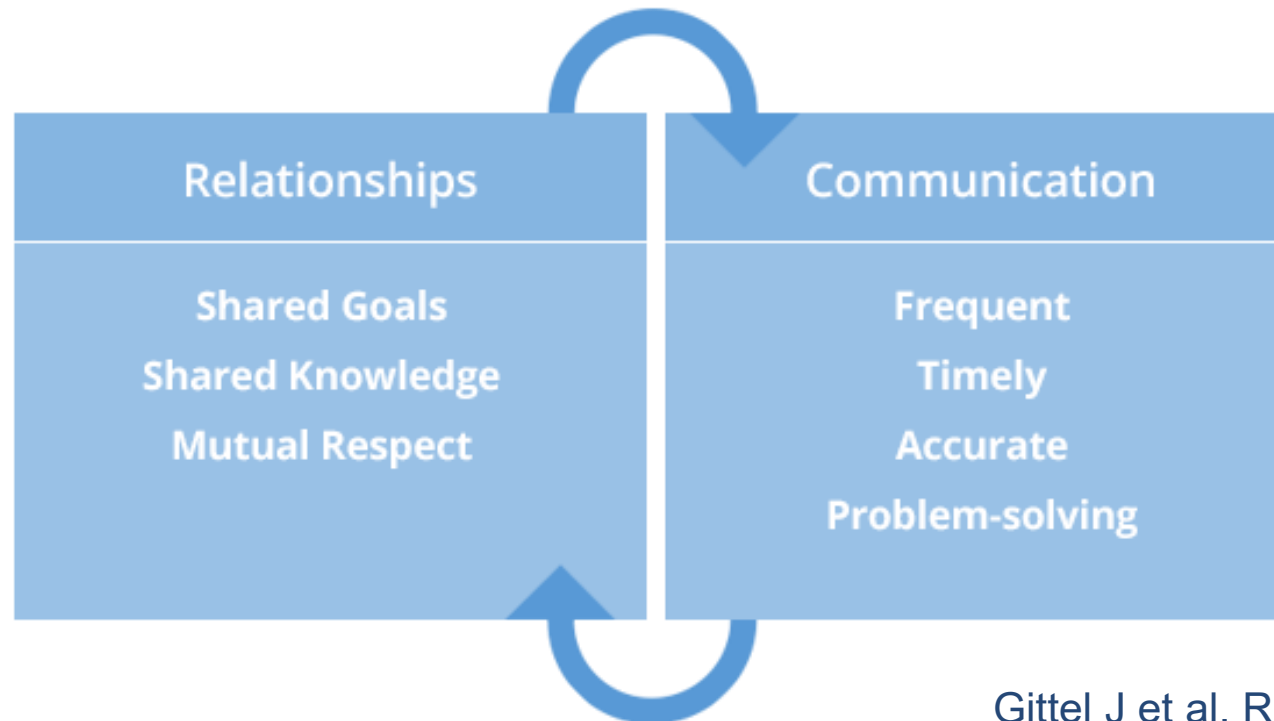 Relationships
Shared Goals
Shared Knowledge
Mutual Respect
Communication
Frequent
Timely
Accurate
Problem-solving
Gittel J et al. R